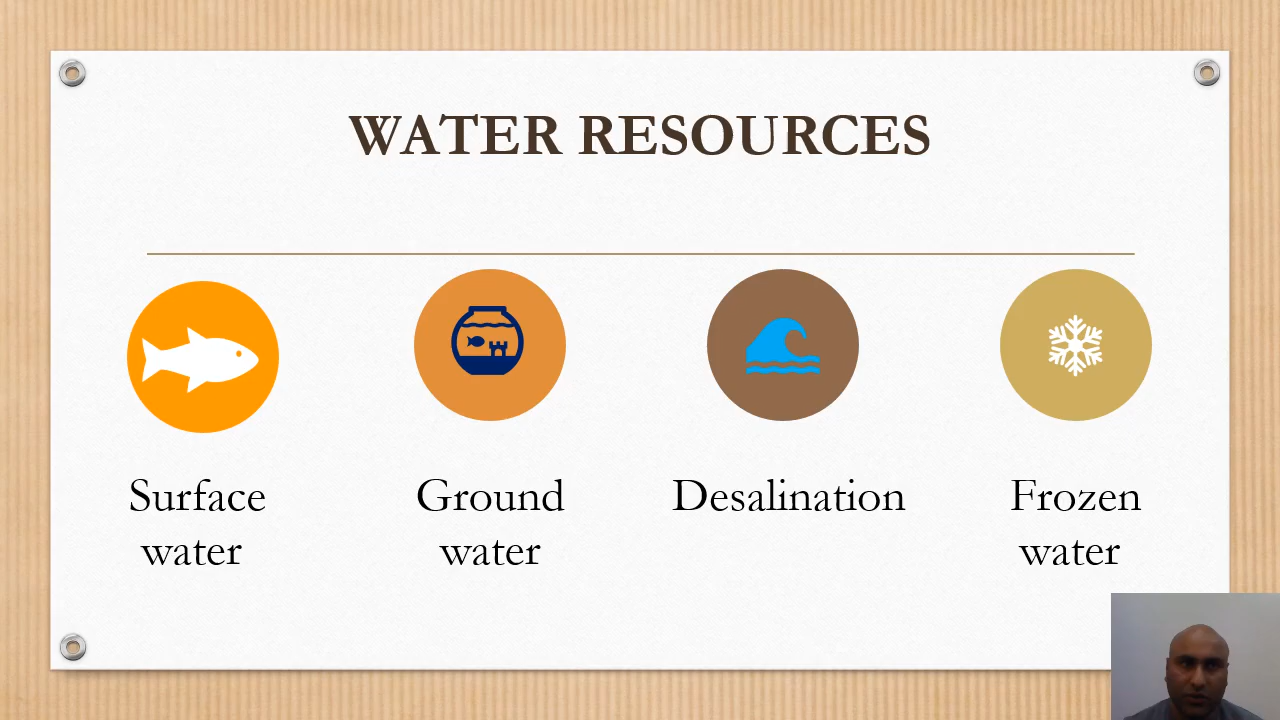 WATER RESOURCES
Surface
water
Ground
water
Desalination
Frozen
water